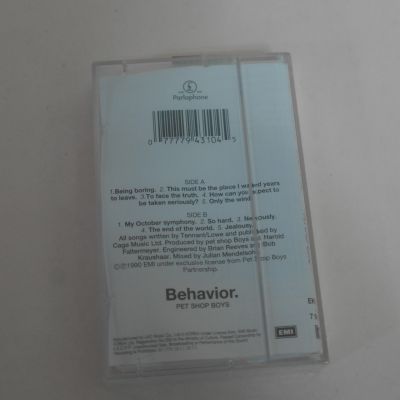 Parlophone
0 77779 43104 5
SIDE A
1.Being boring. 2. This must be the place I waited years
to leave. 3.To face the truth. 4. How can you expect to
be taken seriously? 5. Only the wind.
SIDE B
1. My October symphony. 2. So hard. 3. Nervously.
4. The end of the world. 5. Jealousy.
All songs written by Tennant/Lowe and published by
Cage Music Ltd. Produced by pet shop Boys and Harold
Faltermeyer. Engineered by Brian Reeves and Bob
Kraushaar. Mixed by Julian Mendelsohn.
©℗1990 EMI under exclusive license from Pet Shop Boys
Partnership.
Behavior.
PET SHOP BOYS
EMI